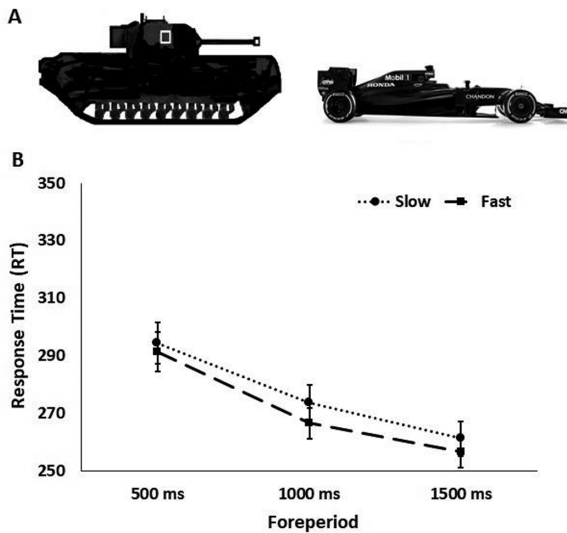 A
Mobil 1
HONDA
CHANDON
B
350
330
310
290
270
250
Response Time (RT)
Slow
Fast
500 ms
1000 ms
1500 ms
Foreperiod